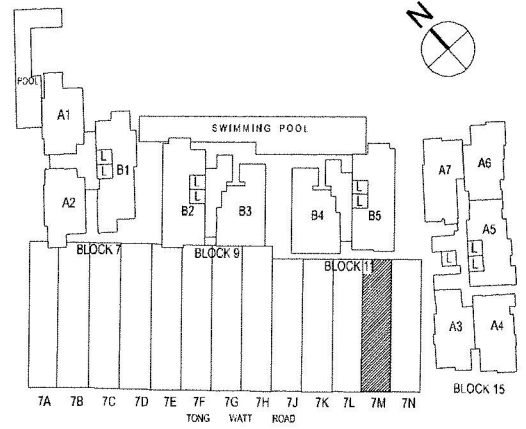 N
POOL
A1
SWIMMING POOL
L
L
B1
A7
A6
A2
L
L
B2
B3
B4
L
L
B5
A5
L
L
L
BLOCK 7
BLOCK 9
BLOCK 11
A3
A4
BLOCK 15
7A 7B 7C 7D 7E 7F 7G 7H 7J 7K 7L 7M 7N
TONG WATT ROAD